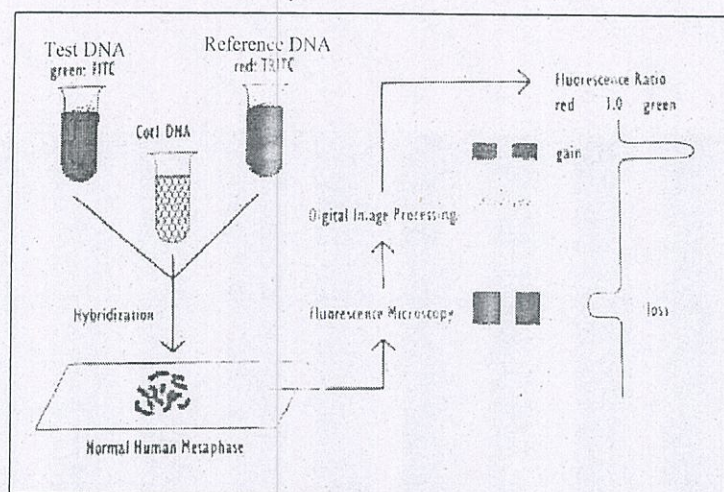 Test DNA
green: FITC
Reference DNA
red: TRITC
Cot1 DNA
Hybridization
Normal Human Metaphase
Fluorescence Microscopy
Digital Image Processing
Fluorescence Ratio
red 1.0 green
gain
loss